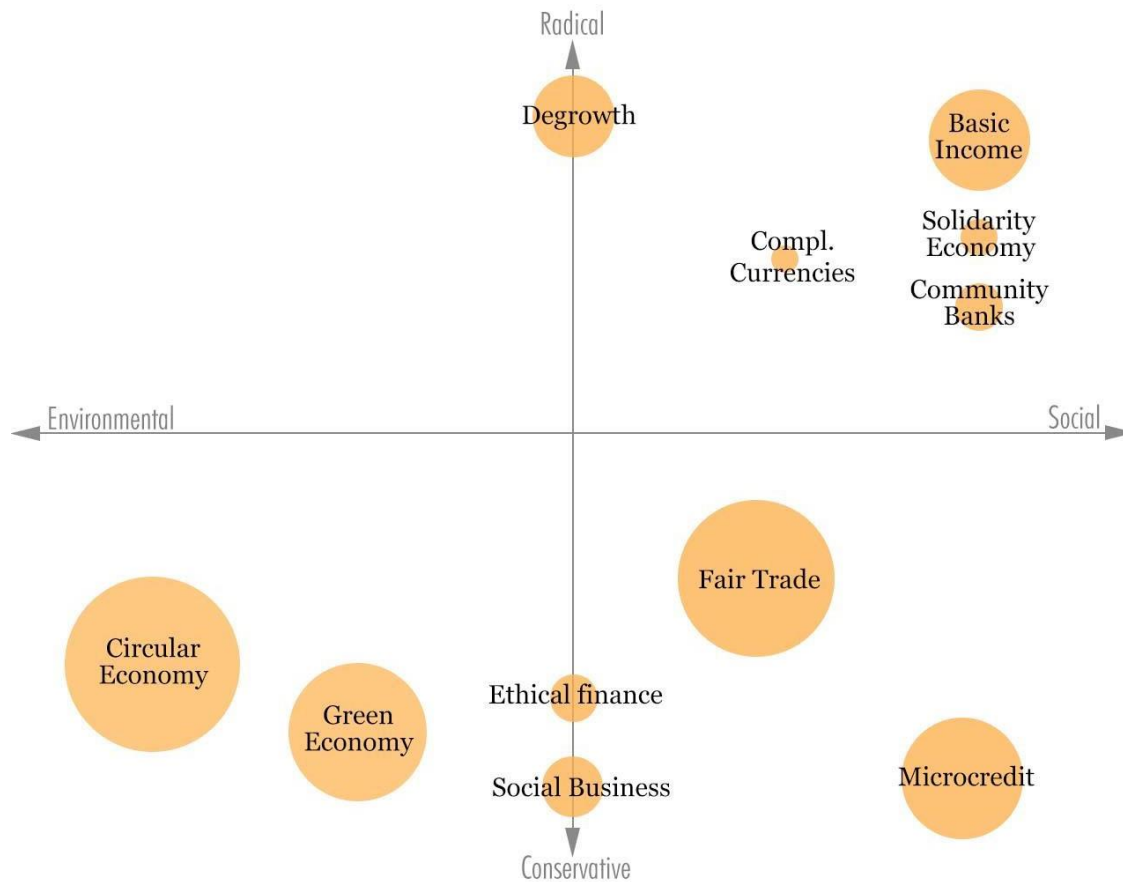 Radical
Degrowth
Basic
Income
Solidarity
Economy
Compl.
Currencies
Community
Banks
Environmental
Social
Fair Trade
Circular
Economy
Ethical finance
Green
Economy
Microcredit
Social Business
Conservative